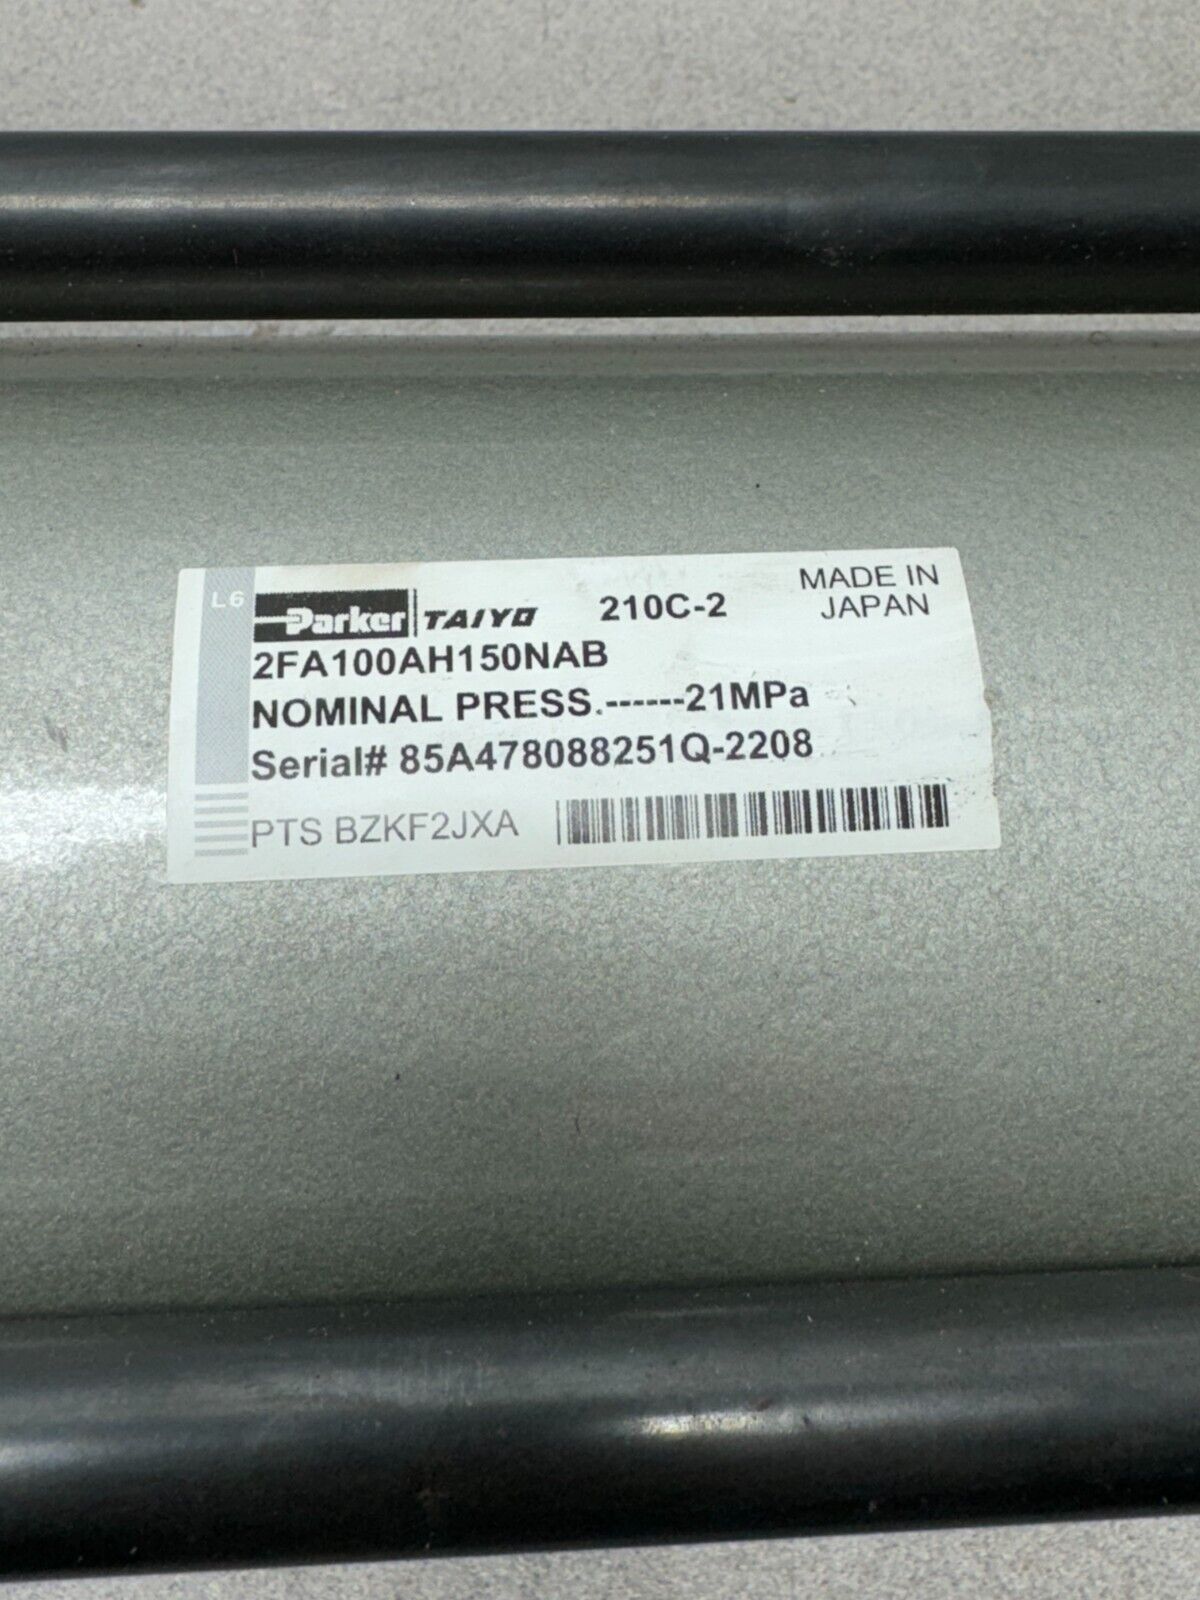 L6 Parker TAIYO 210C-2 MADE IN
JAPAN
2FA100AH150NAB
NOMINAL PRESS.------21MPa
Serial# 85A478088251Q-2208
PTS BZKF2JXA